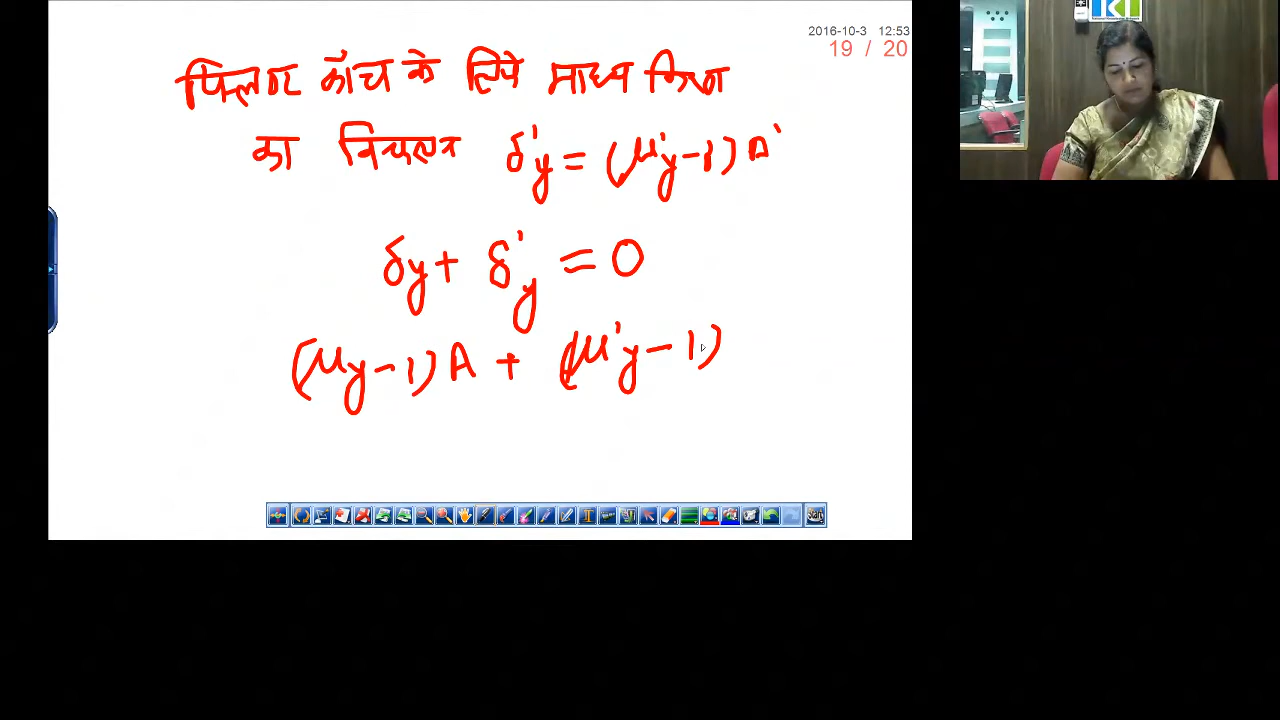 2016-10-3 12:53
19 / 20
फ्लिन्ट काँच के लिये माध्य किरण
का विचलन δ'y = (μ'y - 1) A'
δy + δ'y = 0
(μy - 1) A + (μ'y - 1)